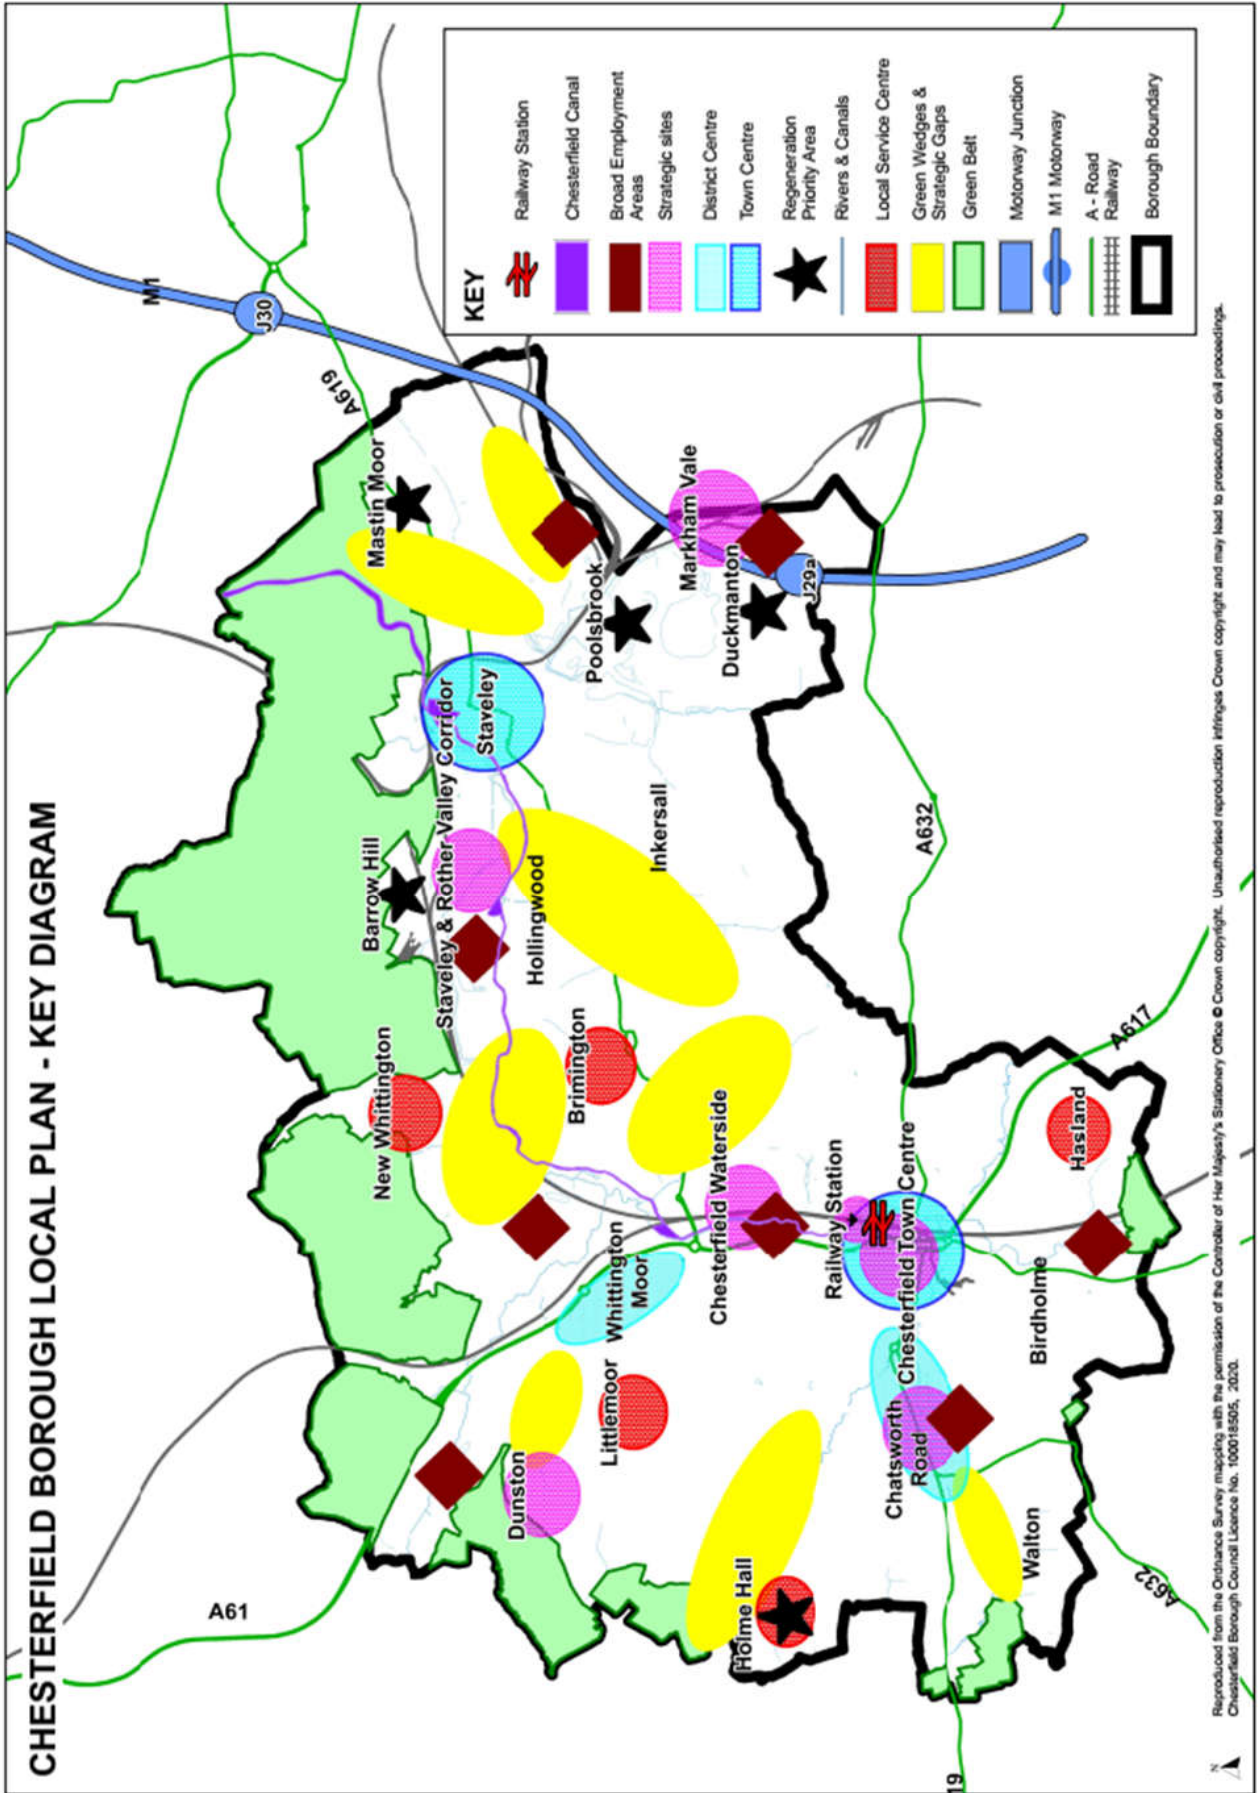 CHESTERFIELD BOROUGH LOCAL PLAN - KEY DIAGRAM
M1
J30
A619
A61
Mastin Moor
Barrow Hill
New Whittington
Staveley & Rother Valley Corridor
Staveley
Hollingwood
Poolsbrook
Inkersall
Markham Vale
Duckmanton
J29a
Brimington
Dunston
Littlemoor
Whittington
Moor
Chesterfield Waterside
Railway Station
Chesterfield Town Centre
Holme Hall
Chatsworth
Road
Walton
Birdholme
Hasland
A632
A617
A632
19
KEY
Railway Station
Chesterfield Canal
Broad Employment
Areas
Strategic sites
District Centre
Town Centre
Regeneration
Priority Area
Rivers & Canals
Local Service Centre
Green Wedges &
Strategic Gaps
Green Belt
Motorway Junction
M1 Motorway
A - Road
Railway
Borough Boundary
N
Reproduced from the Ordnance Survey mapping with the permission of the Controller of Her Majesty's Stationery Office © Crown copyright. Unauthorised reproduction infringes Crown copyright and may lead to prosecution or civil proceedings.
Chesterfield Borough Council Licence No. 100018505, 2020.